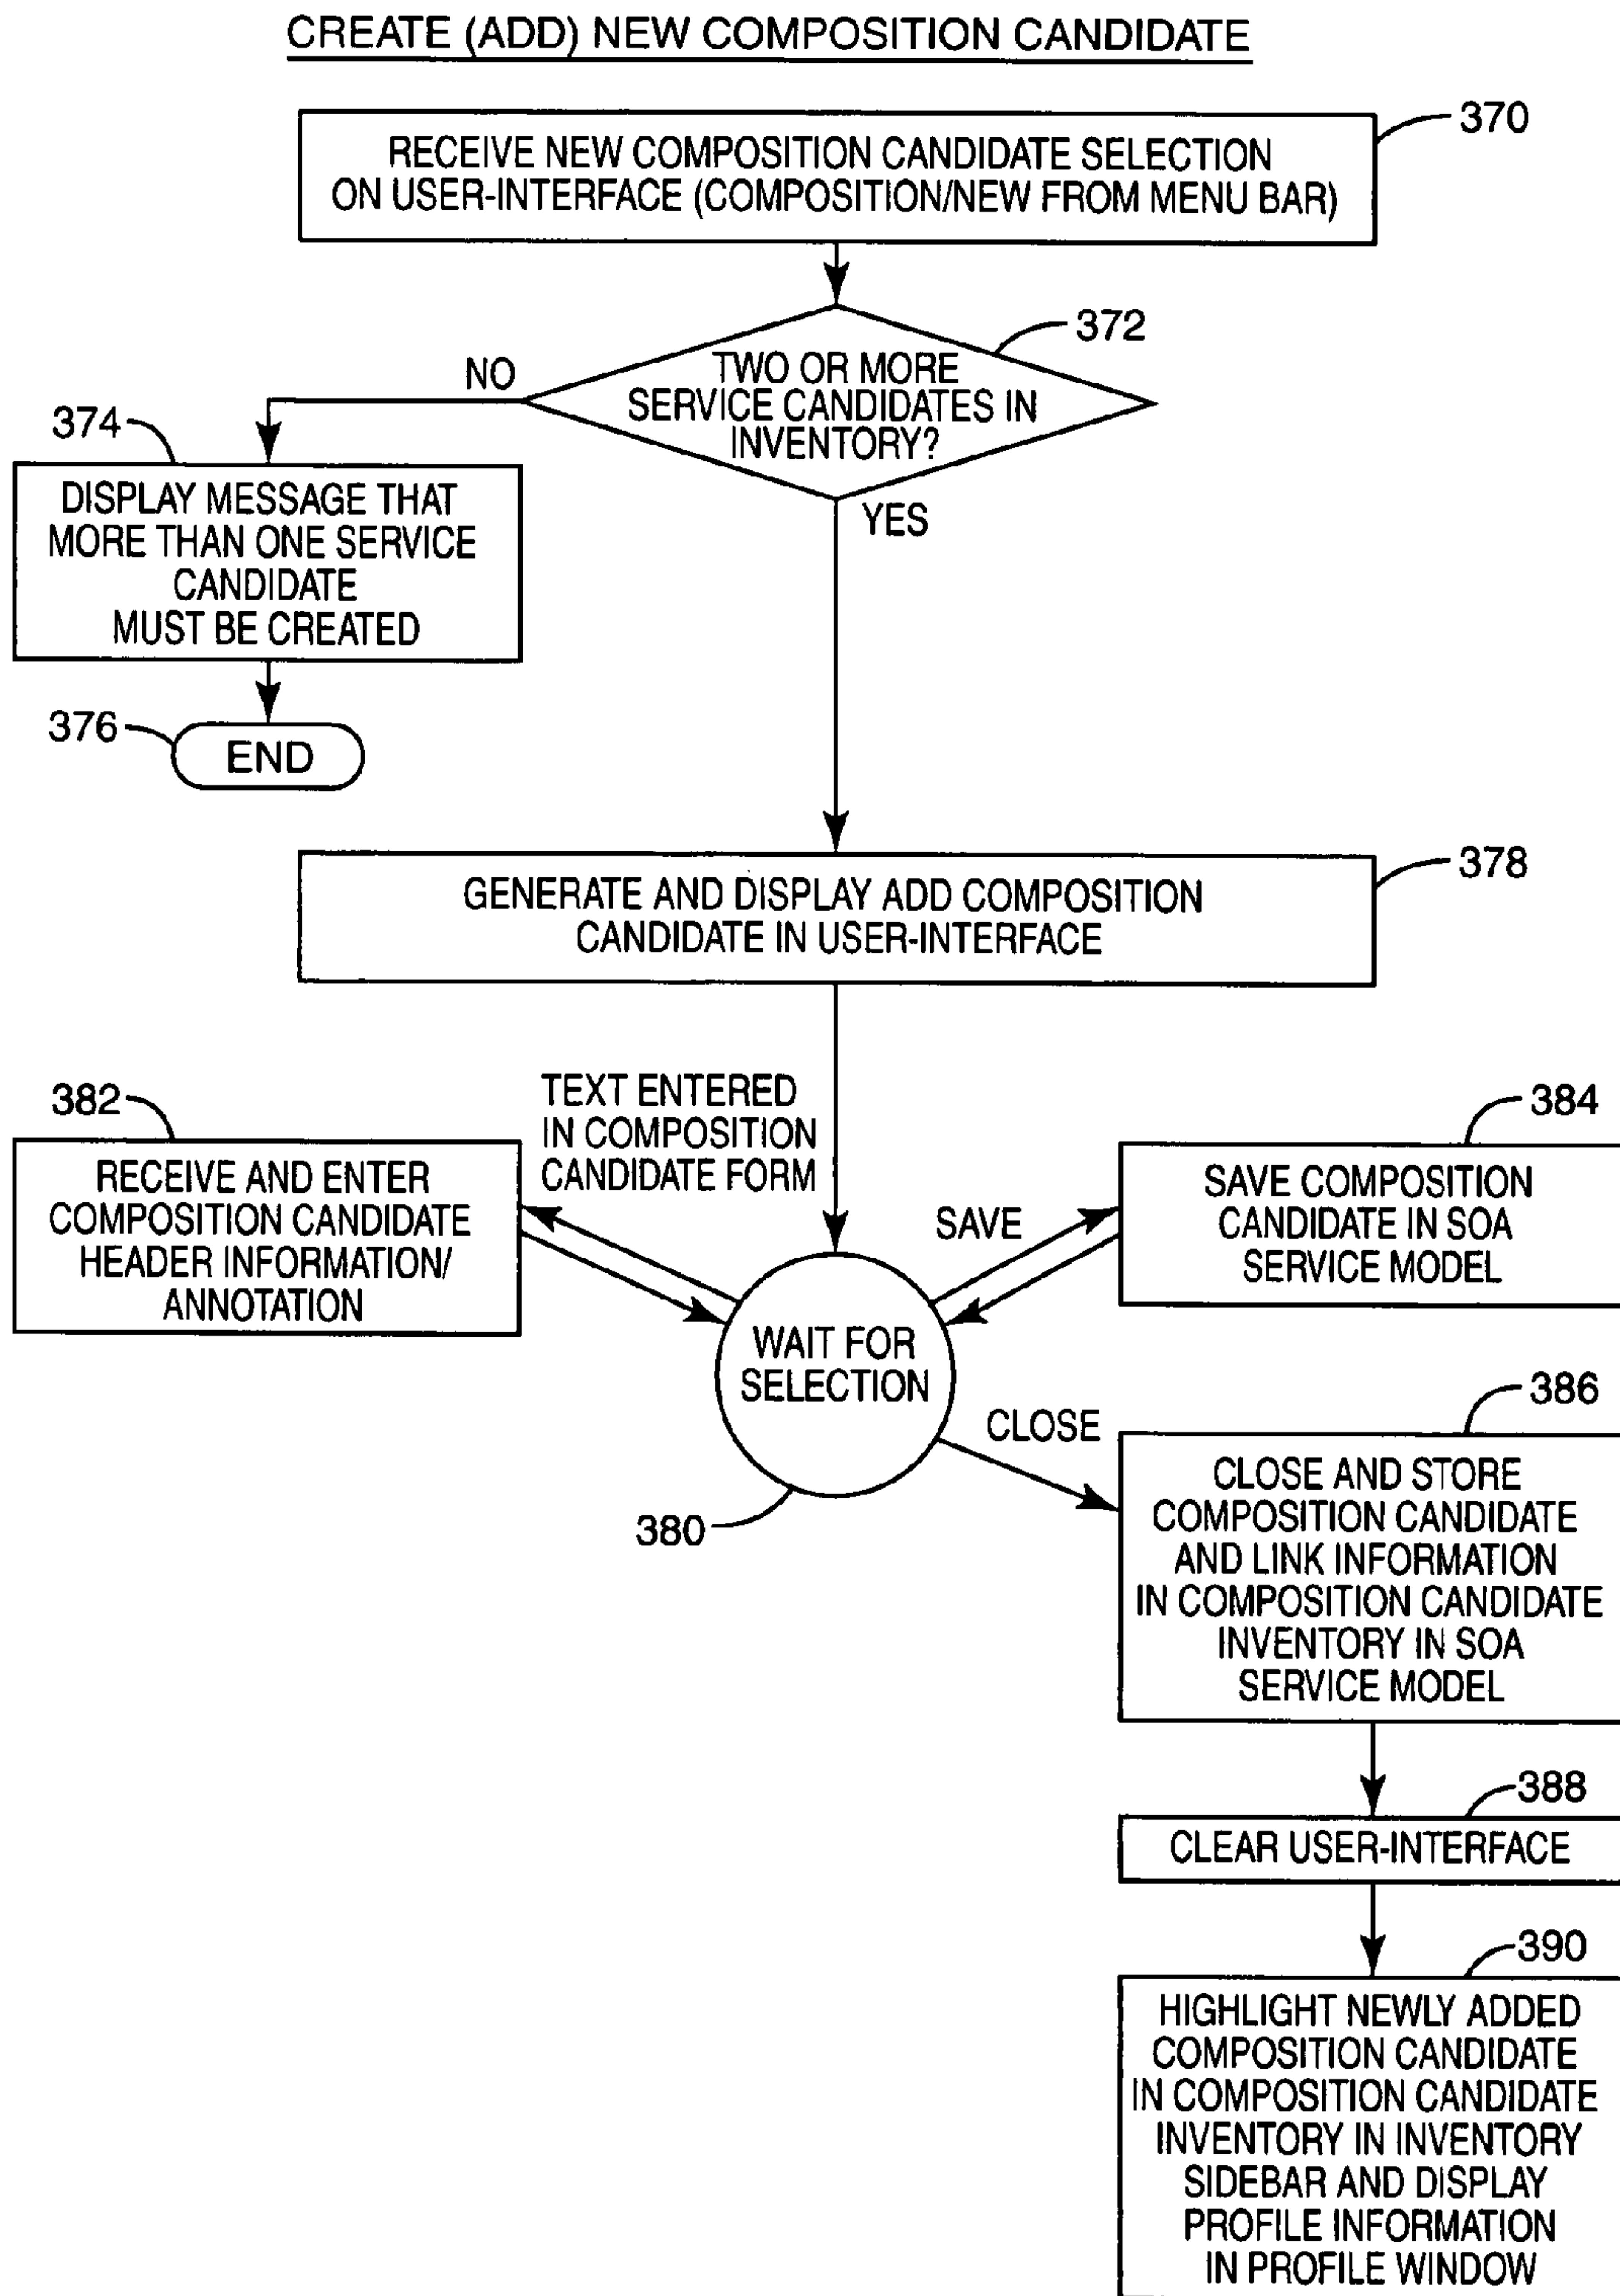 CREATE (ADD) NEW COMPOSITION CANDIDATE
370
RECEIVE NEW COMPOSITION CANDIDATE SELECTION
ON USER-INTERFACE (COMPOSITION/NEW FROM MENU BAR)
372
TWO OR MORE
SERVICE CANDIDATES IN
INVENTORY?
NO
YES
374
DISPLAY MESSAGE THAT
MORE THAN ONE SERVICE
CANDIDATE
MUST BE CREATED
376
END
378
GENERATE AND DISPLAY ADD COMPOSITION
CANDIDATE IN USER-INTERFACE
382
TEXT ENTERED
IN COMPOSITION
CANDIDATE FORM
RECEIVE AND ENTER
COMPOSITION CANDIDATE
HEADER INFORMATION/
ANNOTATION
384
SAVE
SAVE COMPOSITION
CANDIDATE IN SOA
SERVICE MODEL
WAIT FOR
SELECTION
380
CLOSE
386
CLOSE AND STORE
COMPOSITION CANDIDATE
AND LINK INFORMATION
IN COMPOSITION CANDIDATE
INVENTORY IN SOA
SERVICE MODEL
388
CLEAR USER-INTERFACE
390
HIGHLIGHT NEWLY ADDED
COMPOSITION CANDIDATE
IN COMPOSITION CANDIDATE
INVENTORY IN INVENTORY
SIDEBAR AND DISPLAY
PROFILE INFORMATION
IN PROFILE WINDOW